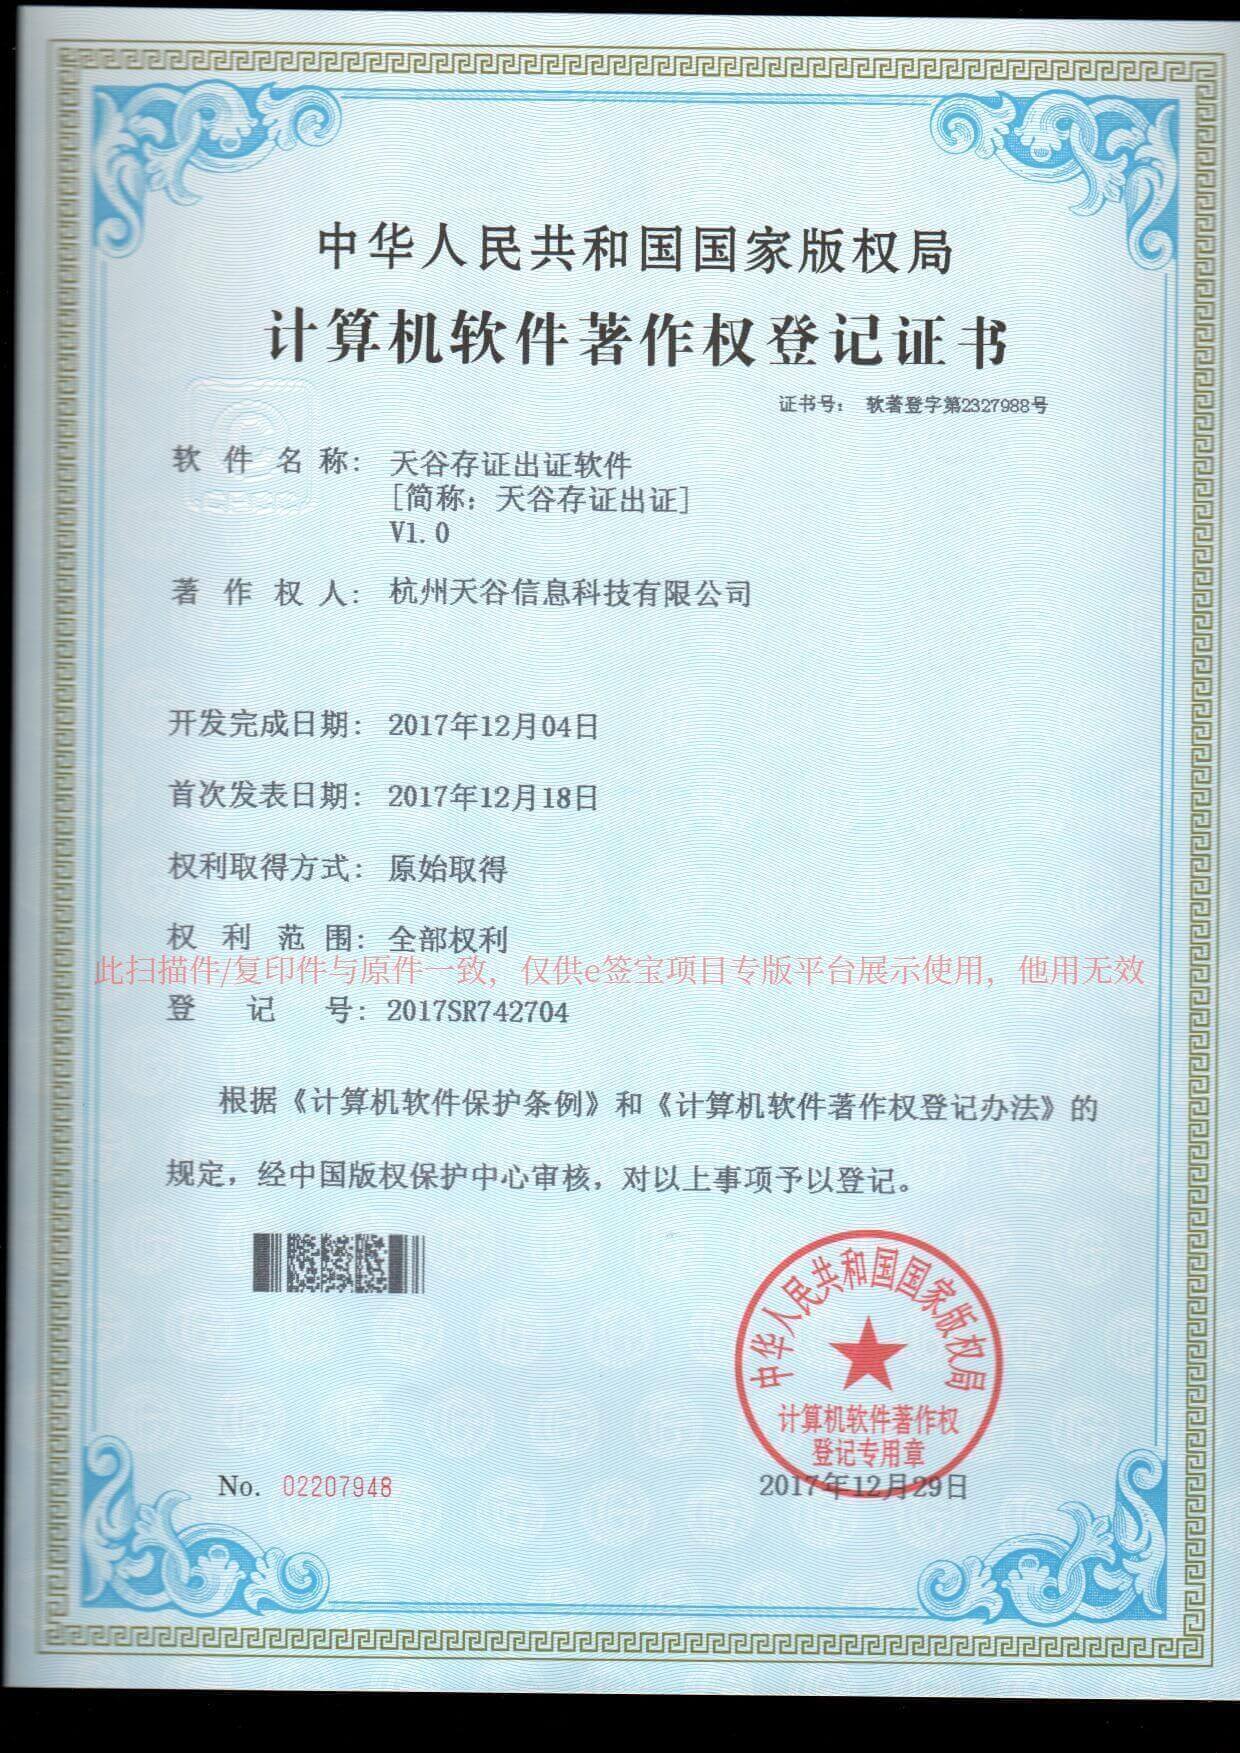 中华人民共和国国家版权局
计算机软件著作权登记证书
证书号： 软著登字第2327988号
软件名称： 天谷存证出证软件
[简称：天谷存证出证]
V1.0
著作权人： 杭州天谷信息科技有限公司
开发完成日期： 2017年12月04日
首次发表日期： 2017年12月18日
权利取得方式： 原始取得
权利范围： 全部权利
此扫描件/复印件与原件一致，仅供e签宝项目专版平台展示使用，他用无效
登记号： 2017SR742704
根据《计算机软件保护条例》和《计算机软件著作权登记办法》的
规定，经中国版权保护中心审核，对以上事项予以登记。
中华人民共和国国家版权局
计算机软件著作权
登记专用章
No. 02207948
2017年12月29日